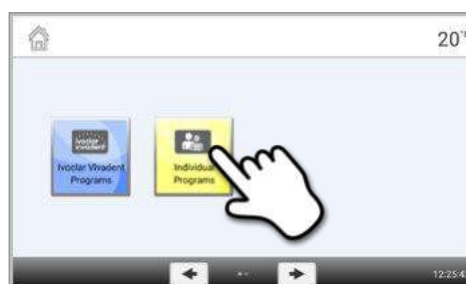 20°
ivoclar
vivadent
Ivoclar Vivadent
Programs
Individual
Programs
12:25:4